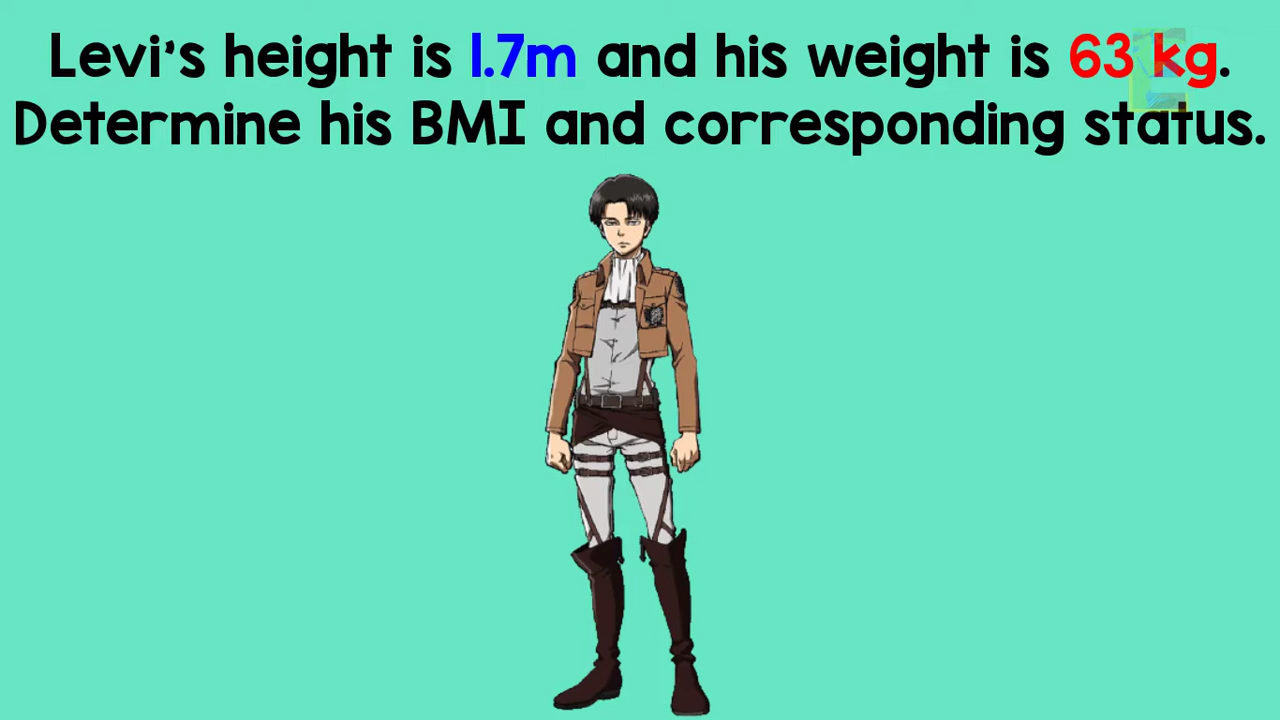 Levi's height is 1.7m and his weight is 63 kg.
Determine his BMI and corresponding status.